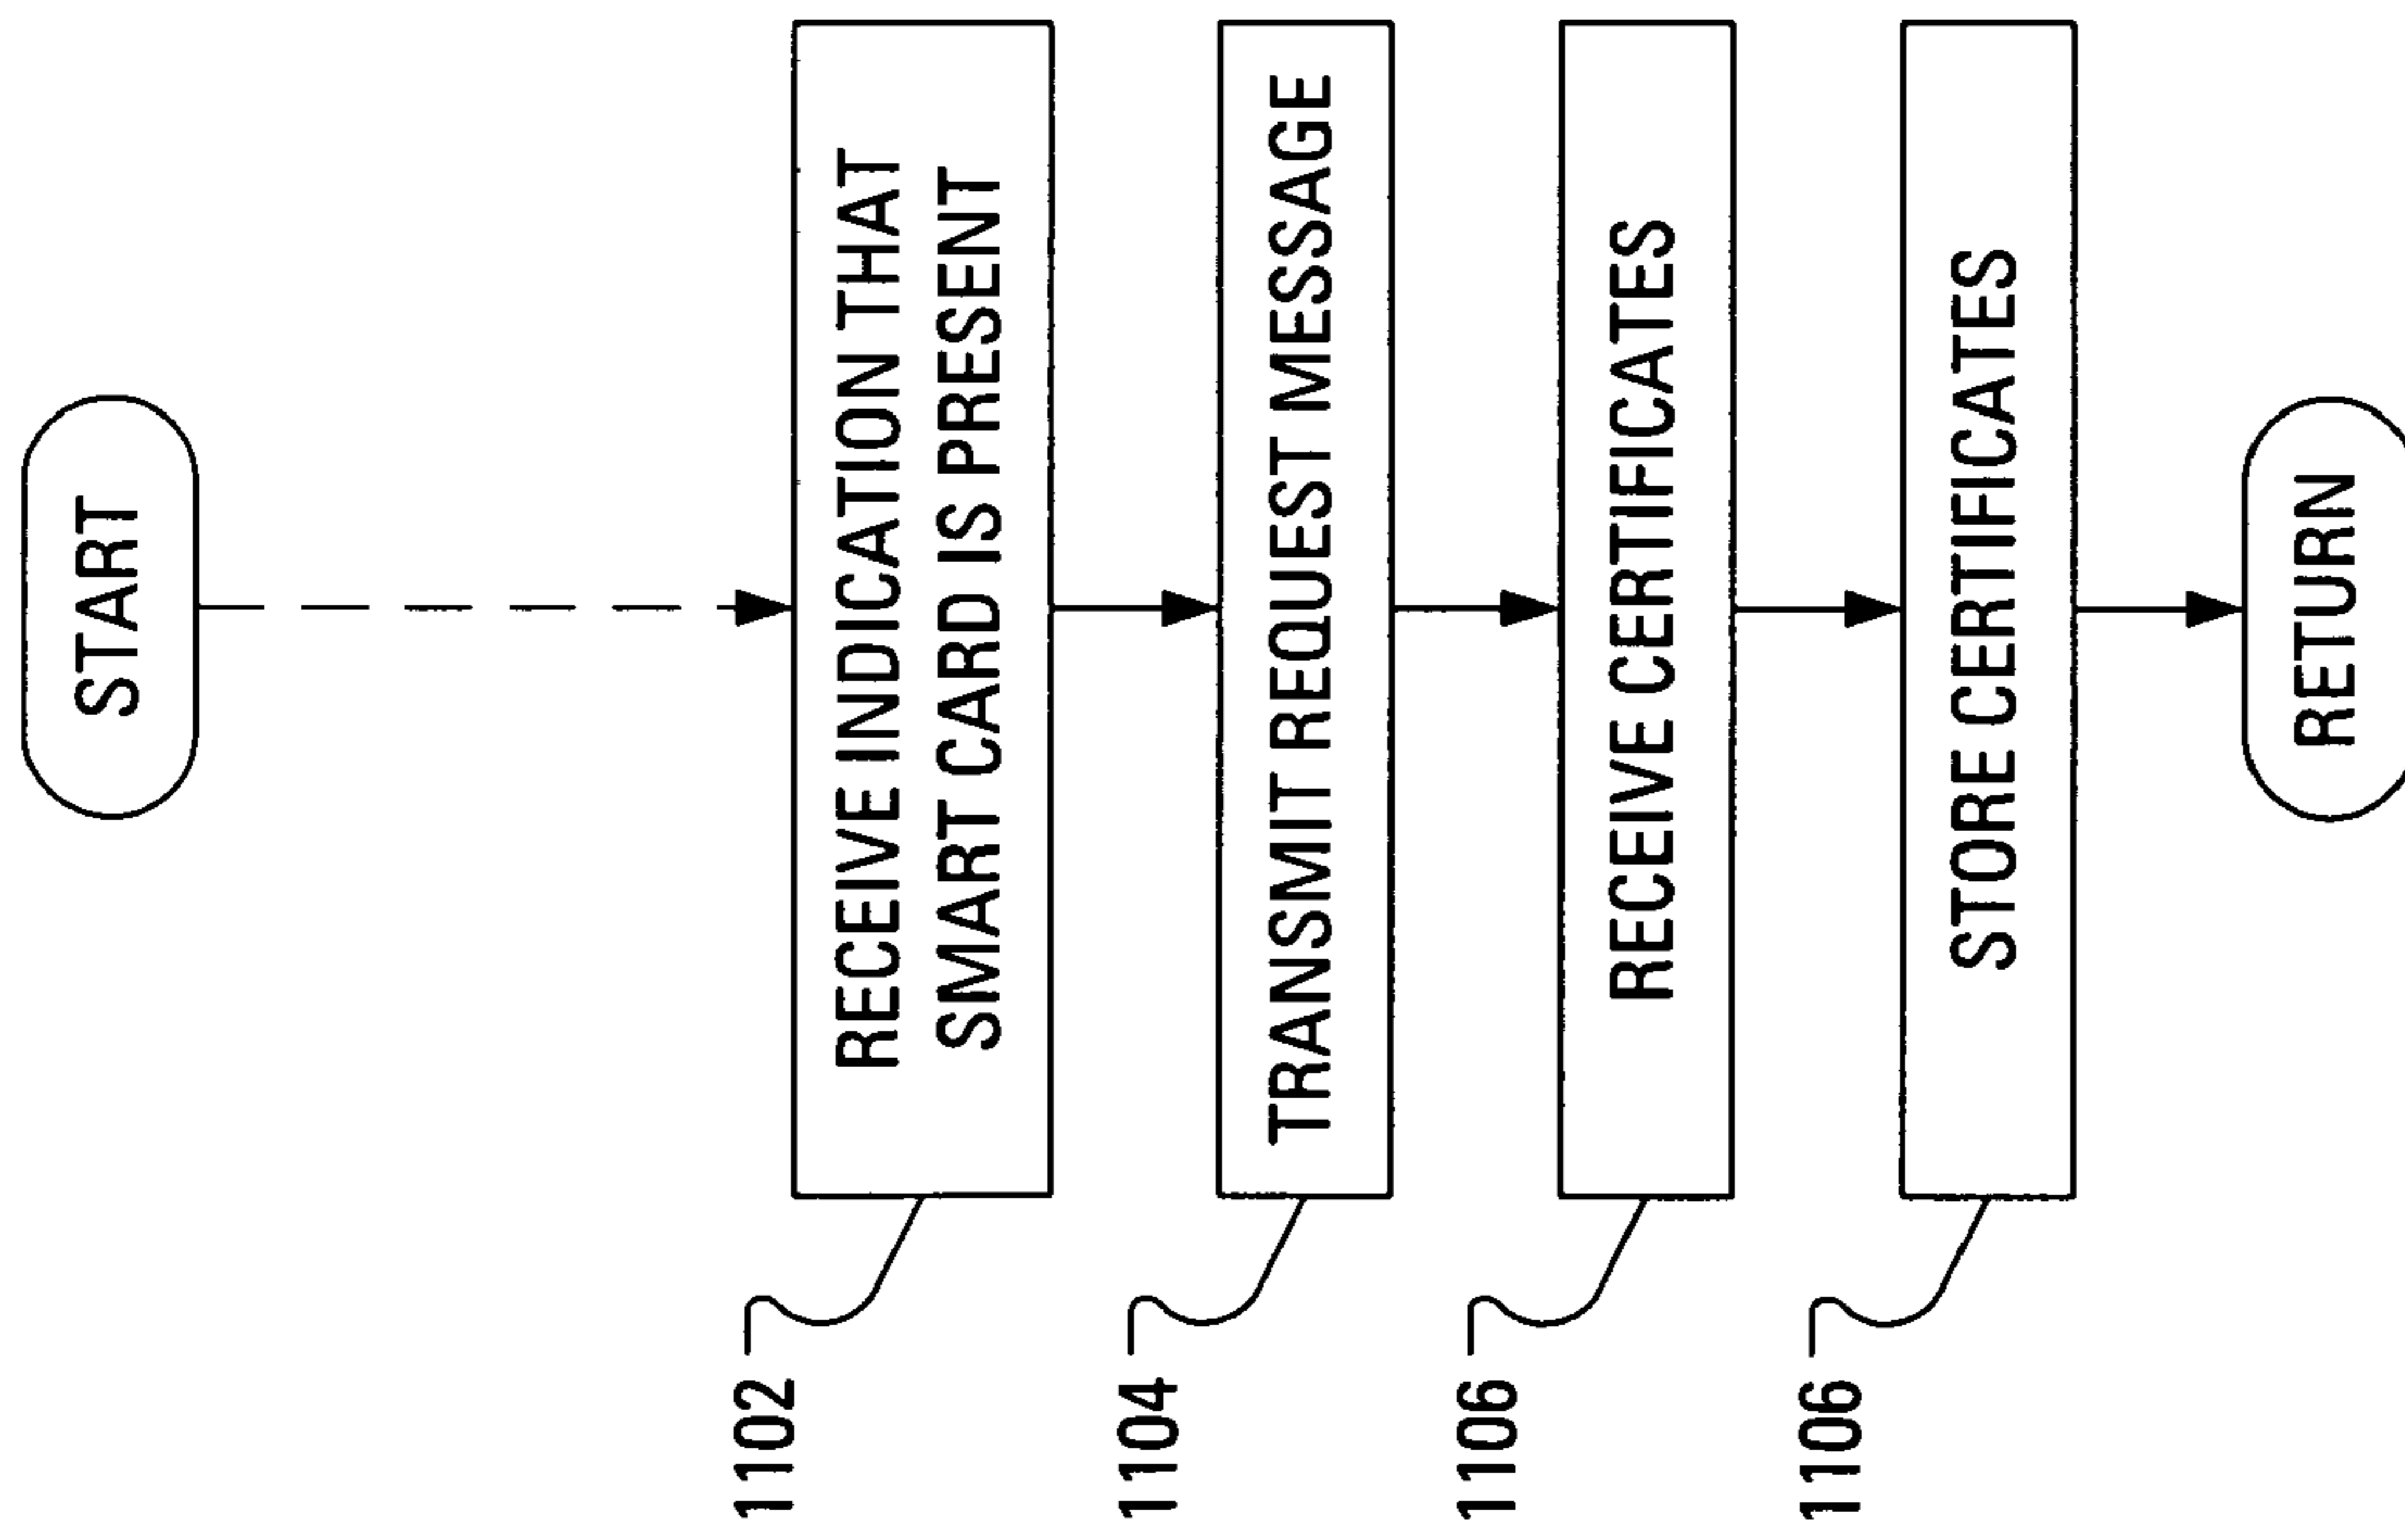 START
RECEIVE INDICATION THAT
SMART CARD IS PRESENT
1102
TRANSMIT REQUEST MESSAGE
1104
RECEIVE CERTIFICATES
1106
STORE CERTIFICATES
1106
RETURN